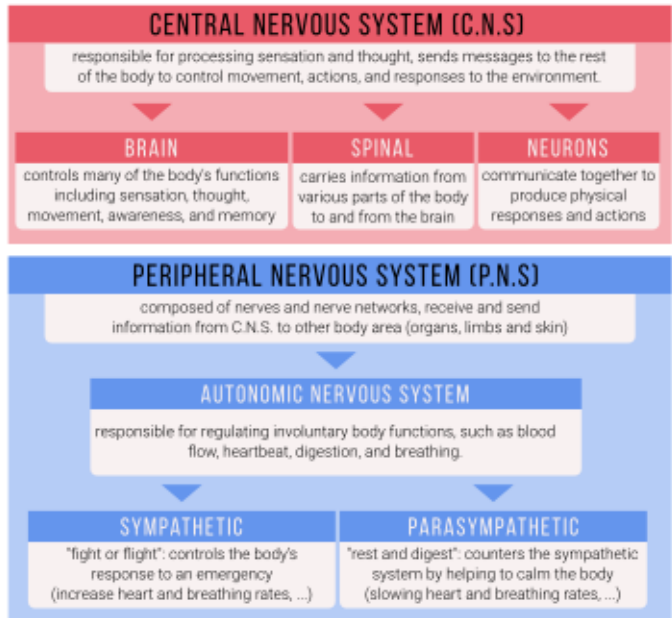 CENTRAL NERVOUS SYSTEM (C.N.S)
responsible for processing sensation and thought, sends messages to the rest
of the body to control movement, actions, and responses to the environment.
BRAIN
controls many of the body's functions
including sensation, thought,
movement, awareness, and memory
SPINAL
carries information from
various parts of the body
to and from the brain
NEURONS
communicate together to
produce physical
responses and actions
PERIPHERAL NERVOUS SYSTEM (P.N.S)
composed of nerves and nerve networks, receive and send
information from C.N.S. to other body area (organs, limbs and skin)
AUTONOMIC NERVOUS SYSTEM
responsible for regulating involuntary body functions, such as blood
flow, heartbeat, digestion, and breathing.
SYMPATHETIC
"fight or flight": controls the body's
response to an emergency
(increase heart and breathing rates, ...)
PARASYMPATHETIC
"rest and digest": counters the sympathetic
system by helping to calm the body
(slowing heart and breathing rates, ...)